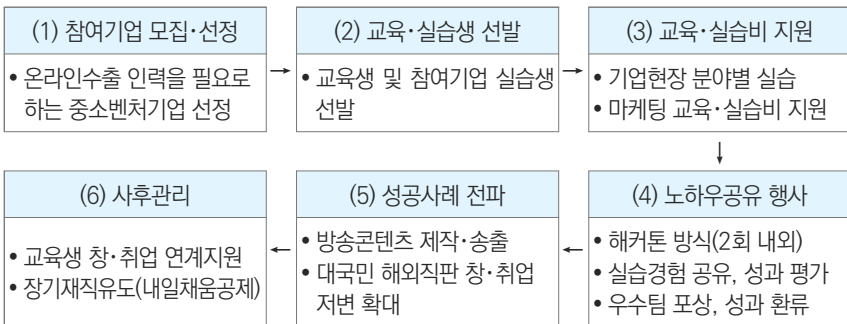 (1) 참여기업 모집·선정
• 온라인수출 인력을 필요로
하는 중소벤처기업 선정
→
(2) 교육·실습생 선발
• 교육생 및 참여기업 실습생
선발
→
(3) 교육·실습비 지원
• 기업현장 분야별 실습
• 마케팅 교육·실습비 지원
↓
(4) 노하우공유 행사
• 해커톤 방식(2회 내외)
• 실습경험 공유, 성과 평가
• 우수팀 포상, 성과 환류
←
(5) 성공사례 전파
• 방송콘텐츠 제작·송출
• 대국민 해외직판 창·취업
저변 확대
←
(6) 사후관리
• 교육생 창·취업 연계지원
• 장기재직유도(내일채움공제)